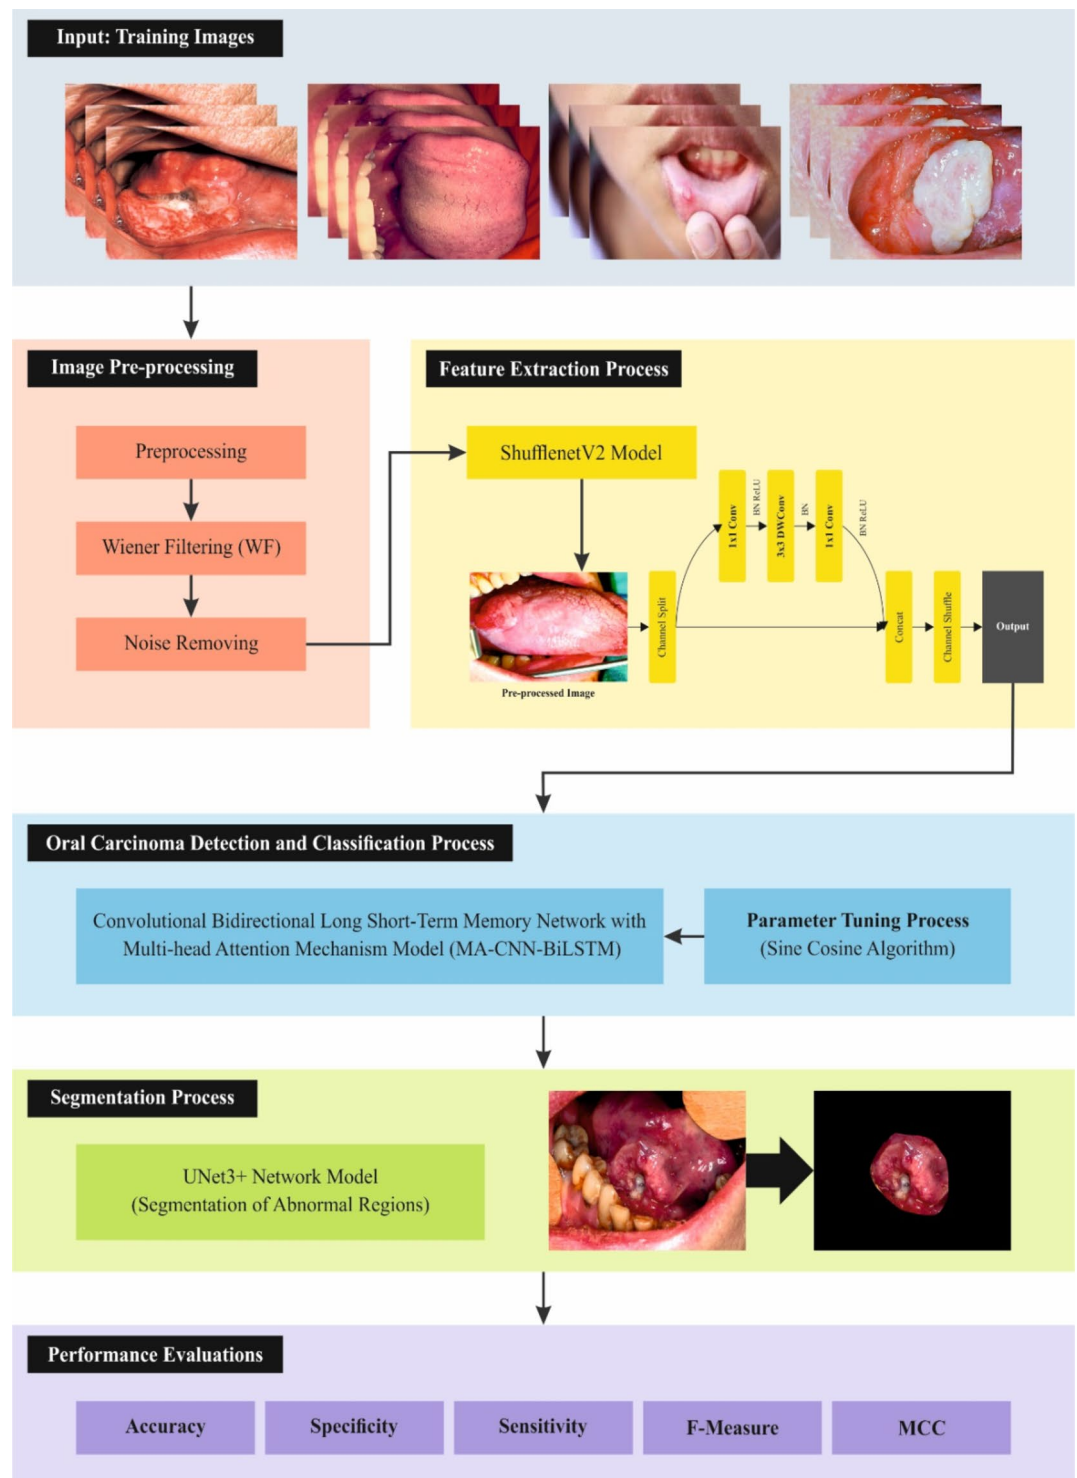 Input: Training Images
Image Pre-processing
Preprocessing
Wiener Filtering (WF)
Noise Removing
Feature Extraction Process
ShufflenetV2 Model
Pre-processed Image
Channel Split
1x1 Conv
BN ReLU
3x3 DWConv
BN
1x1 Conv
BN ReLU
Concat
Channel Shuffle
Output
Oral Carcinoma Detection and Classification Process
Convolutional Bidirectional Long Short-Term Memory Network with
Multi-head Attention Mechanism Model (MA-CNN-BiLSTM)
Parameter Tuning Process
(Sine Cosine Algorithm)
Segmentation Process
UNet3+ Network Model
(Segmentation of Abnormal Regions)
Performance Evaluations
Accuracy
Specificity
Sensitivity
F-Measure
MCC